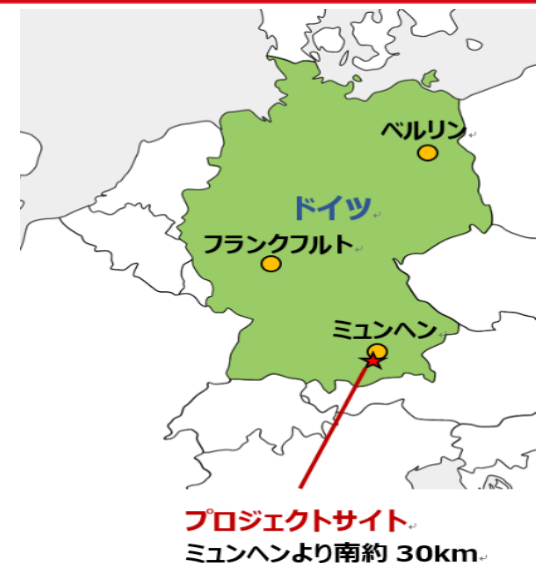 ベルリン
ドイツ
フランクフルト
ミュンヘン
プロジェクトサイト
ミュンヘンより南約 30km